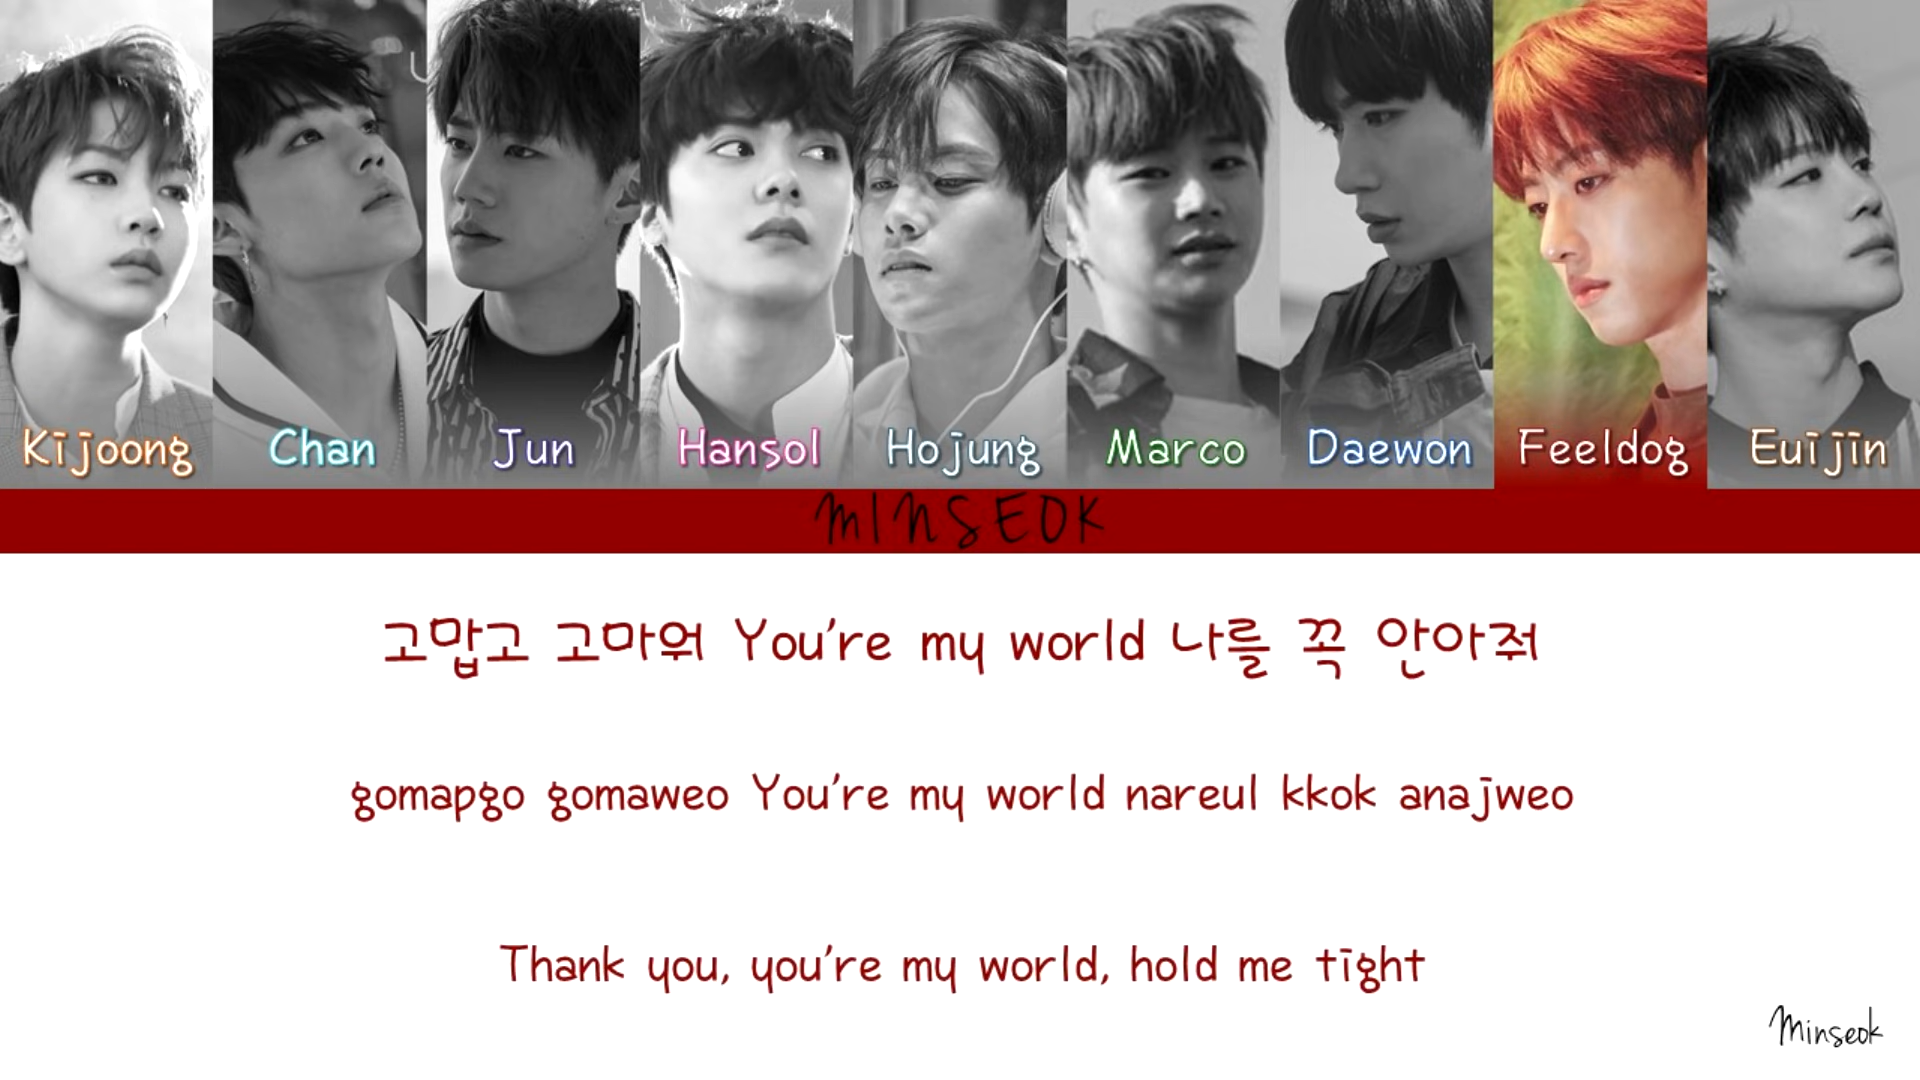 Kijoong Chan Jun Hansol Hojung Marco Daewon Feeldog Euijin
MINSEOK
고맙고 고마워 You're my world 나를 꼭 안아줘
gomapgo gomaweo You're my world nareul kkok anajweo
Thank you, you're my world, hold me tight
Minseok